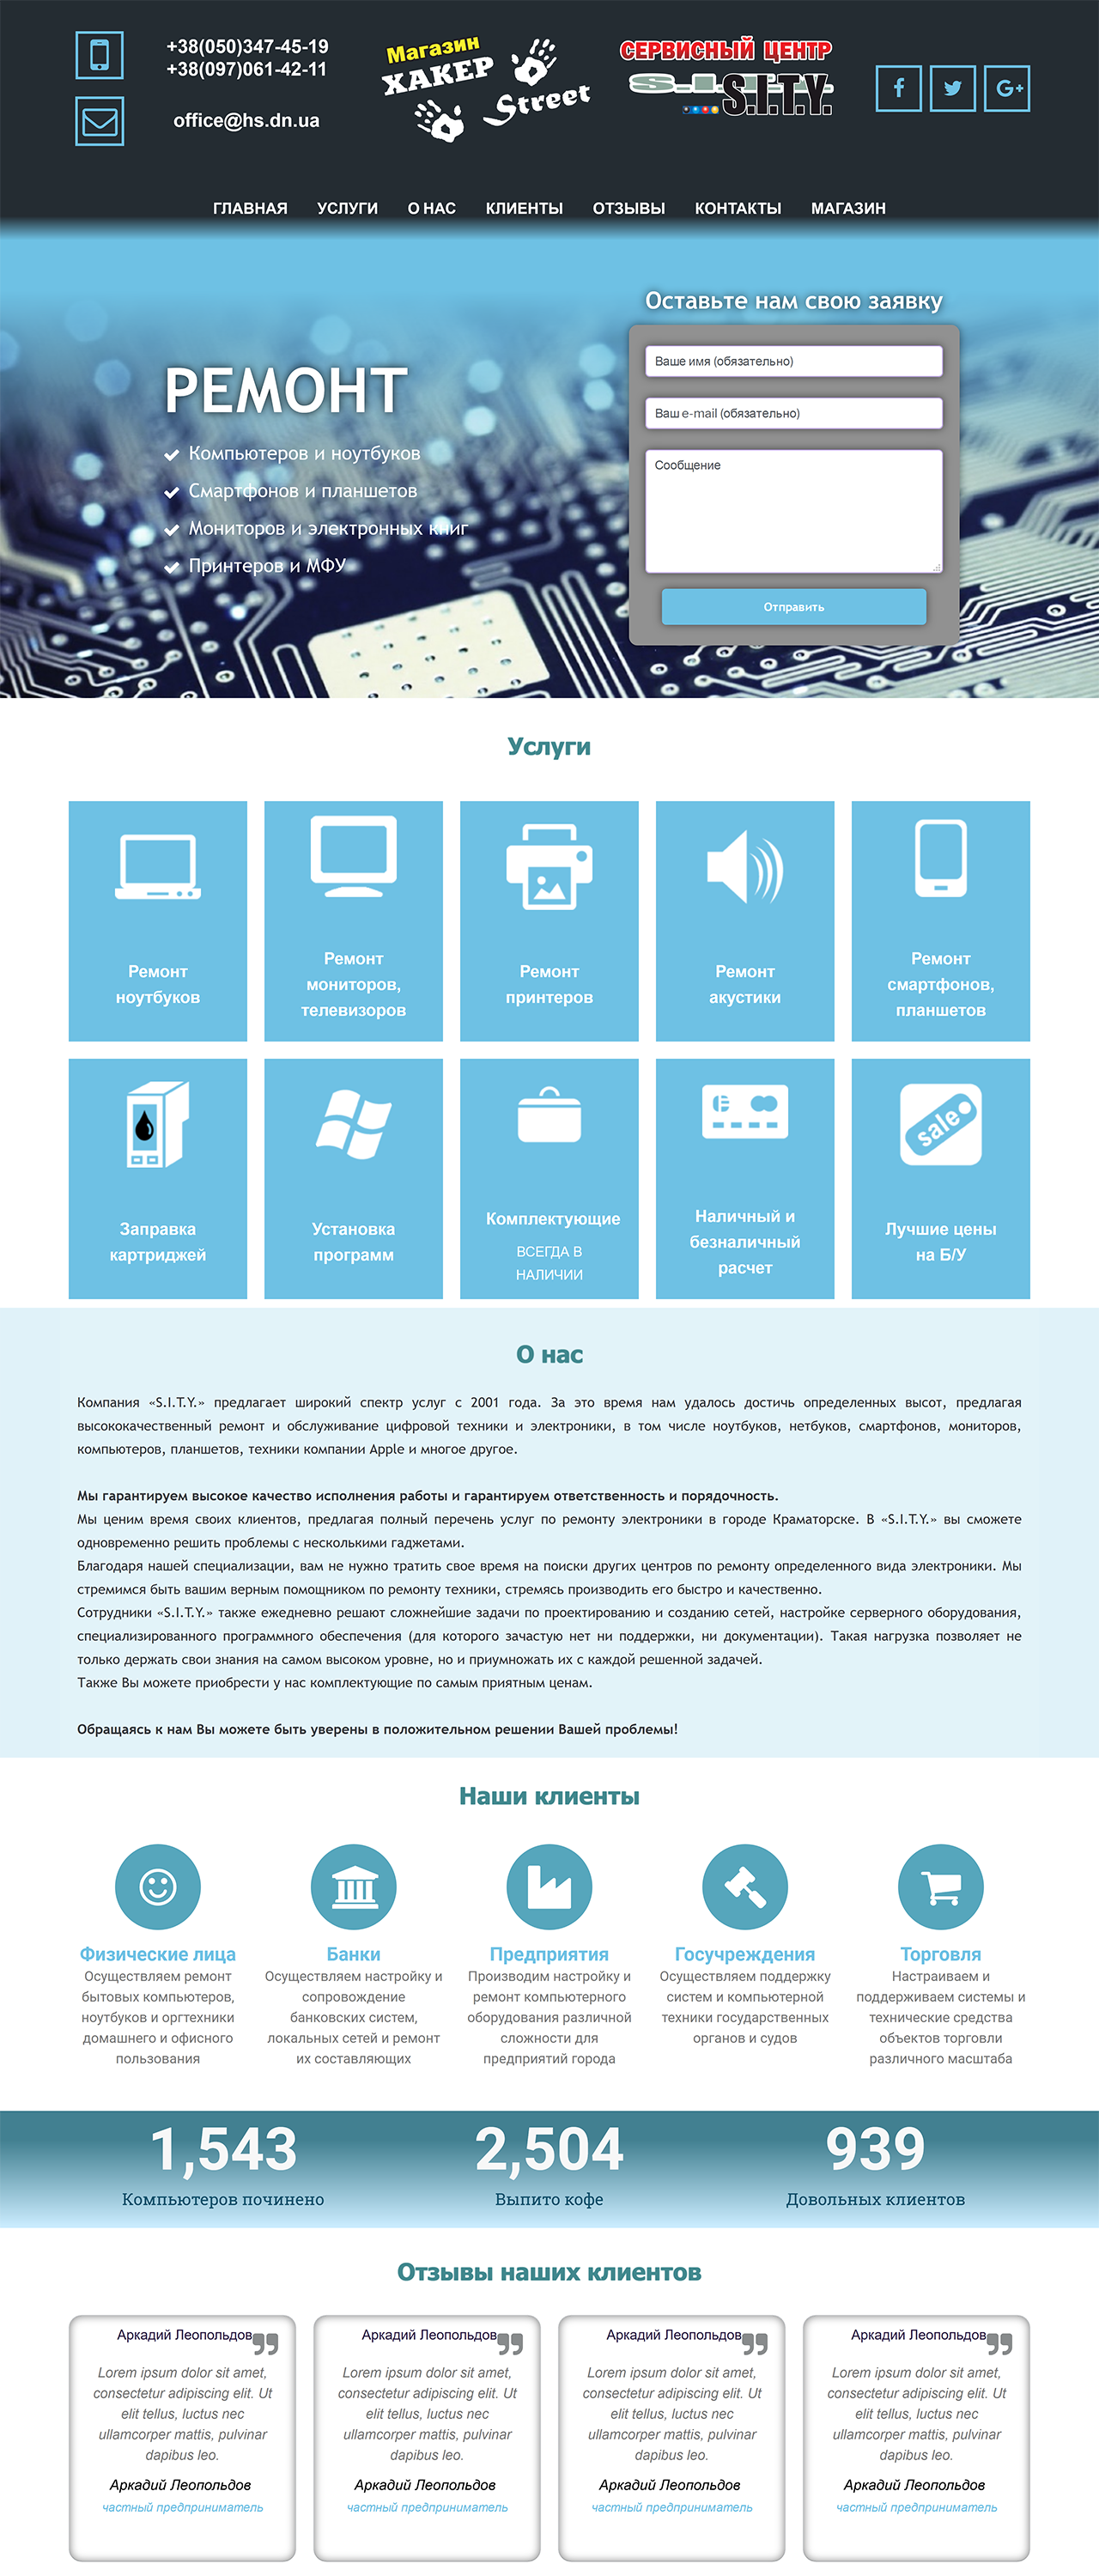 +38(050)347-45-19
+38(097)061-42-11
office@hs.dn.ua
Магазин
ХАКЕР
Street
СЕРВИСНЫЙ ЦЕНТР
S.I.T.Y.
ГЛАВНАЯ УСЛУГИ О НАС КЛИЕНТЫ ОТЗЫВЫ КОНТАКТЫ МАГАЗИН
РЕМОНТ
Компьютеров и ноутбуков
Смартфонов и планшетов
Мониторов и электронных книг
Принтеров и МФУ
Оставьте нам свою заявку
Ваше имя (обязательно)
Ваш e-mail (обязательно)
Сообщение
Отправить
Услуги
Ремонт
ноутбуков
Ремонт
мониторов,
телевизоров
Ремонт
принтеров
Ремонт
акустики
Ремонт
смартфонов,
планшетов
Заправка
картриджей
Установка
программ
Комплектующие
ВСЕГДА В
НАЛИЧИИ
Наличный и
безналичный
расчет
sale
Лучшие цены
на Б/У
О нас
Компания «S.I.T.Y.» предлагает широкий спектр услуг с 2001 года. За это время нам удалось достичь определенных высот, предлагая
высококачественный ремонт и обслуживание цифровой техники и электроники, в том числе ноутбуков, нетбуков, смартфонов, мониторов,
компьютеров, планшетов, техники компании Apple и многое другое.
Мы гарантируем высокое качество исполнения работы и гарантируем ответственность и порядочность.
Мы ценим время своих клиентов, предлагая полный перечень услуг по ремонту электроники в городе Краматорске. В «S.I.T.Y.» вы сможете
одновременно решить проблемы с несколькими гаджетами.
Благодаря нашей специализации, вам не нужно тратить свое время на поиски других центров по ремонту определенного вида электроники. Мы
стремимся быть вашим верным помощником по ремонту техники, стремясь производить его быстро и качественно.
Сотрудники «S.I.T.Y.» также ежедневно решают сложнейшие задачи по проектированию и созданию сетей, настройке серверного оборудования,
специализированного программного обеспечения (для которого зачастую нет ни поддержки, ни документации). Такая нагрузка позволяет не
только держать свои знания на самом высоком уровне, но и приумножать их с каждой решенной задачей.
Также Вы можете приобрести у нас комплектующие по самым приятным ценам.
Обращаясь к нам Вы можете быть уверены в положительном решении Вашей проблемы!
Наши клиенты
Физические лица
Осуществляем ремонт
бытовых компьютеров,
ноутбуков и оргтехники
домашнего и офисного
пользования
Банки
Осуществляем настройку и
сопровождение
банковских систем,
локальных сетей и ремонт
их составляющих
Предприятия
Производим настройку и
ремонт компьютерного
оборудования различной
сложности для
предприятий города
Госучреждения
Осуществляем поддержку
систем и компьютерной
техники государственных
органов и судов
Торговля
Настраиваем и
поддерживаем системы и
технические средства
объектов торговли
различного масштаба
1,543
Компьютеров починено
2,504
Выпито кофе
939
Довольных клиентов
Отзывы наших клиентов
Аркадий Леопольдов
Lorem ipsum dolor sit amet,
consectetur adipiscing elit. Ut
elit tellus, luctus nec
ullamcorper mattis, pulvinar
dapibus leo.
Аркадий Леопольдов
частный предприниматель
Аркадий Леопольдов
Lorem ipsum dolor sit amet,
consectetur adipiscing elit. Ut
elit tellus, luctus nec
ullamcorper mattis, pulvinar
dapibus leo.
Аркадий Леопольдов
частный предприниматель
Аркадий Леопольдов
Lorem ipsum dolor sit amet,
consectetur adipiscing elit. Ut
elit tellus, luctus nec
ullamcorper mattis, pulvinar
dapibus leo.
Аркадий Леопольдов
частный предприниматель
Аркадий Леопольдов
Lorem ipsum dolor sit amet,
consectetur adipiscing elit. Ut
elit tellus, luctus nec
ullamcorper mattis, pulvinar
dapibus leo.
Аркадий Леопольдов
частный предприниматель